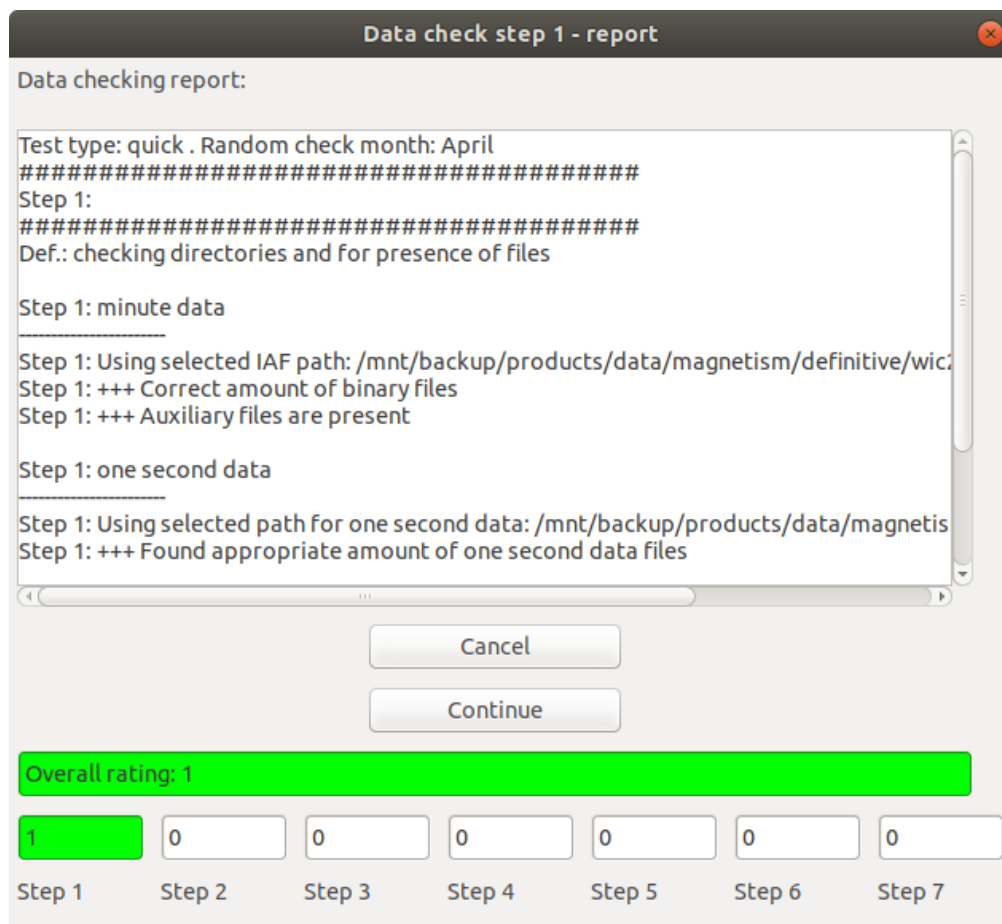 Data check step 1 - report
Data checking report:
Test type: quick . Random check month: April
#######################################
Step 1:
#######################################
Def.: checking directories and for presence of files
Step 1: minute data
-----------------------
Step 1: Using selected IAF path: /mnt/backup/products/data/magnetism/definitive/wic2
Step 1: +++ Correct amount of binary files
Step 1: +++ Auxiliary files are present
Step 1: one second data
-----------------------
Step 1: Using selected path for one second data: /mnt/backup/products/data/magnetis
Step 1: +++ Found appropriate amount of one second data files
Cancel
Continue
Overall rating: 1
1 0 0 0 0 0 0
Step 1 Step 2 Step 3 Step 4 Step 5 Step 6 Step 7